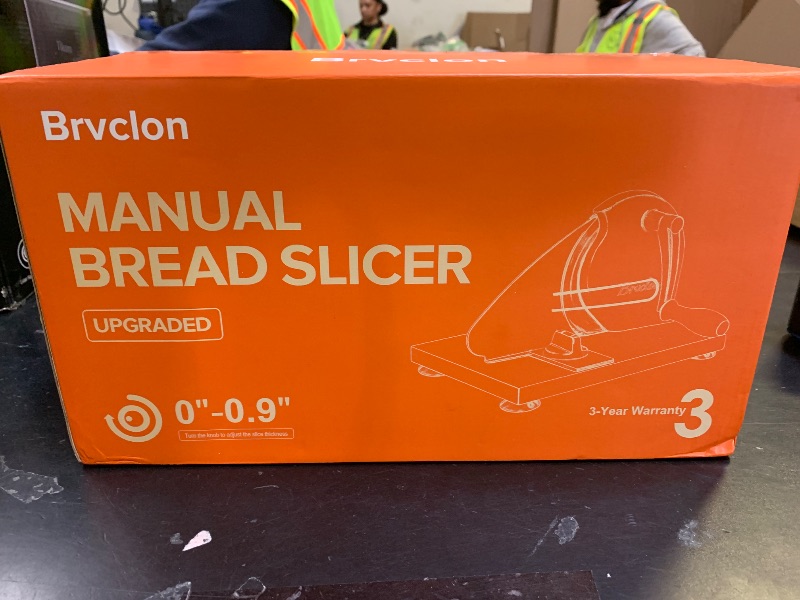 Brvclon
Brvclon
MANUAL
BREAD SLICER
UPGRADED
0"-0.9"
Turn the knob to adjust the slice thickness
3-Year Warranty 3